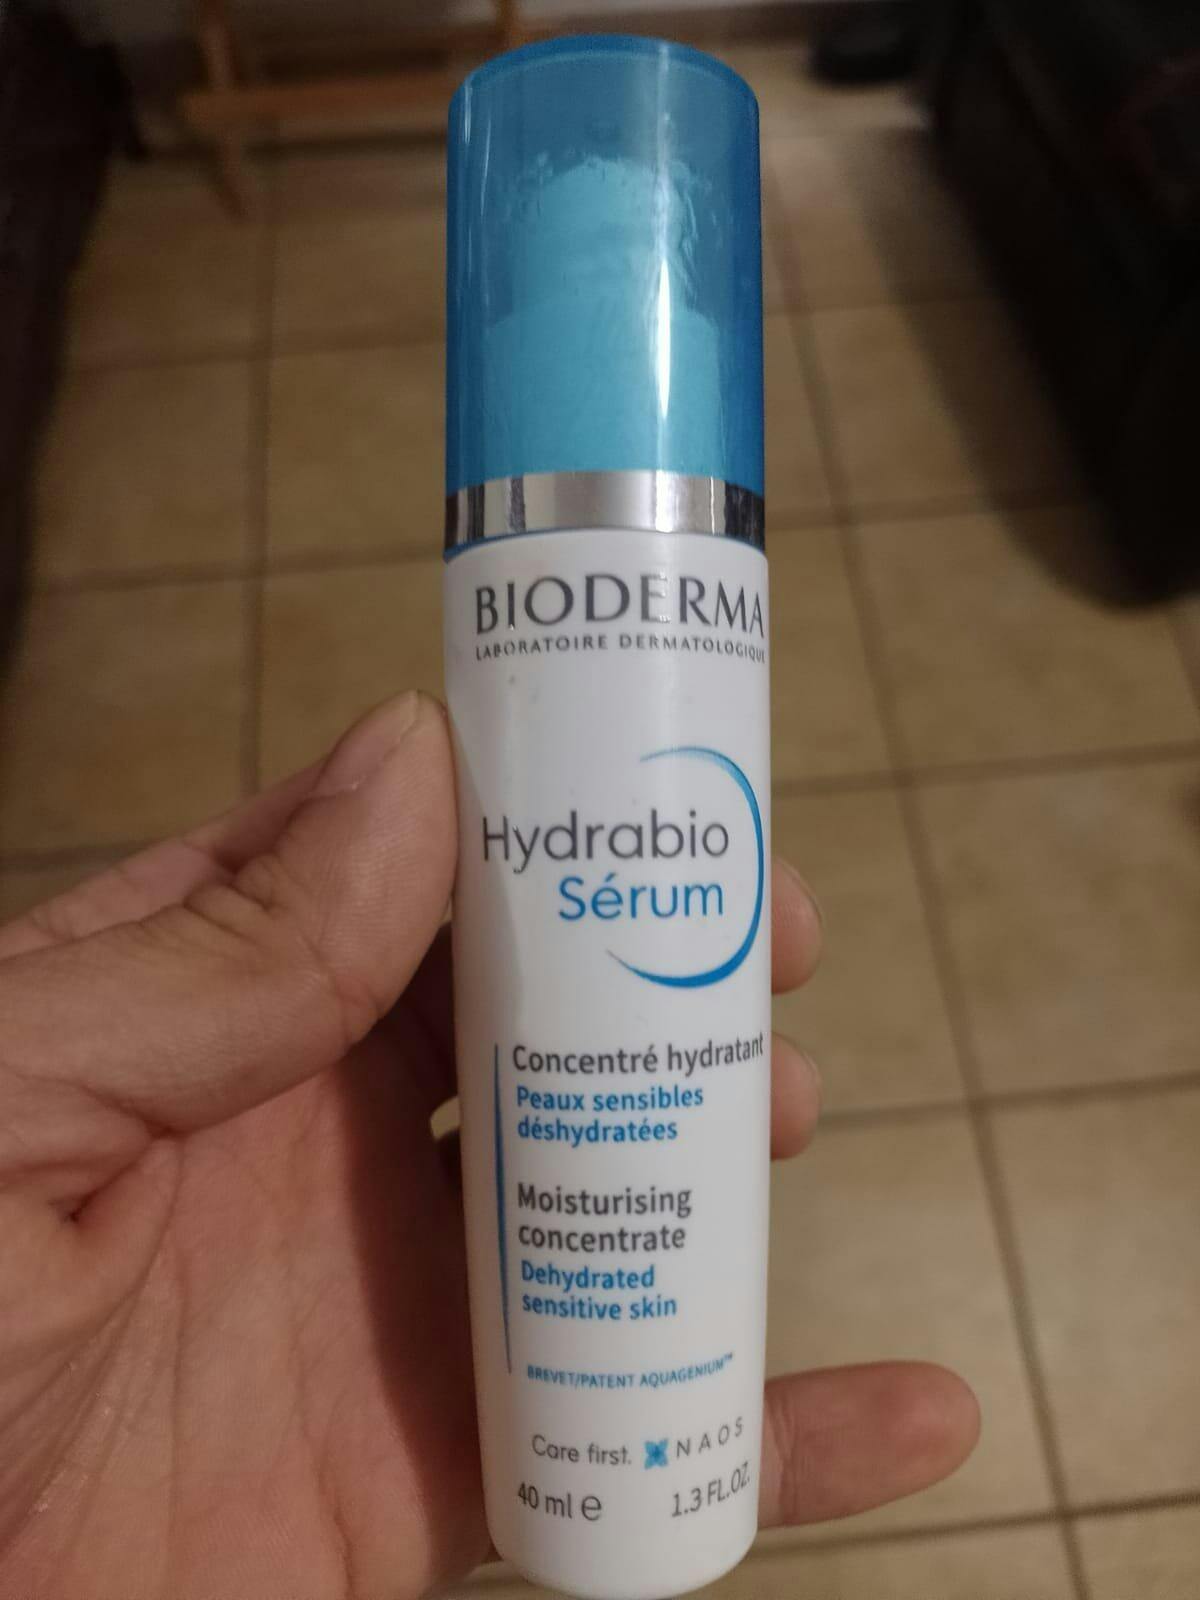 BIODERMA
LABORATOIRE DERMATOLOGIQUE
Hydrabio
Sérum
Concentré hydratant
Peaux sensibles
déshydratées
Moisturising
concentrate
Dehydrated
sensitive skin
BREVET/PATENT AQUAGENIUM™
Care first. NAOS
40 ml e 1.3 FL.OZ.